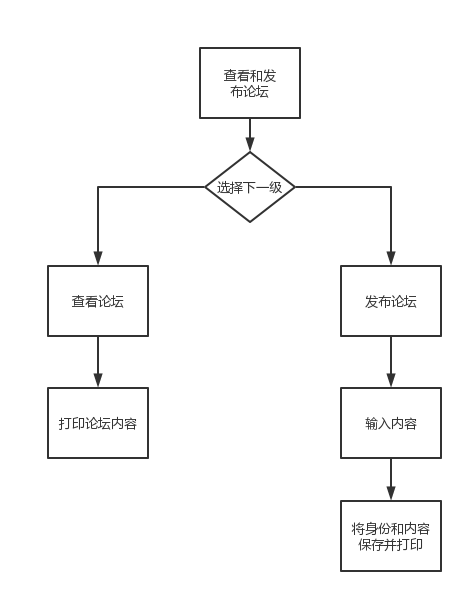 查看和发
布论坛
选择下一级
查看论坛
发布论坛
打印论坛内容
输入内容
将身份和内容
保存并打印